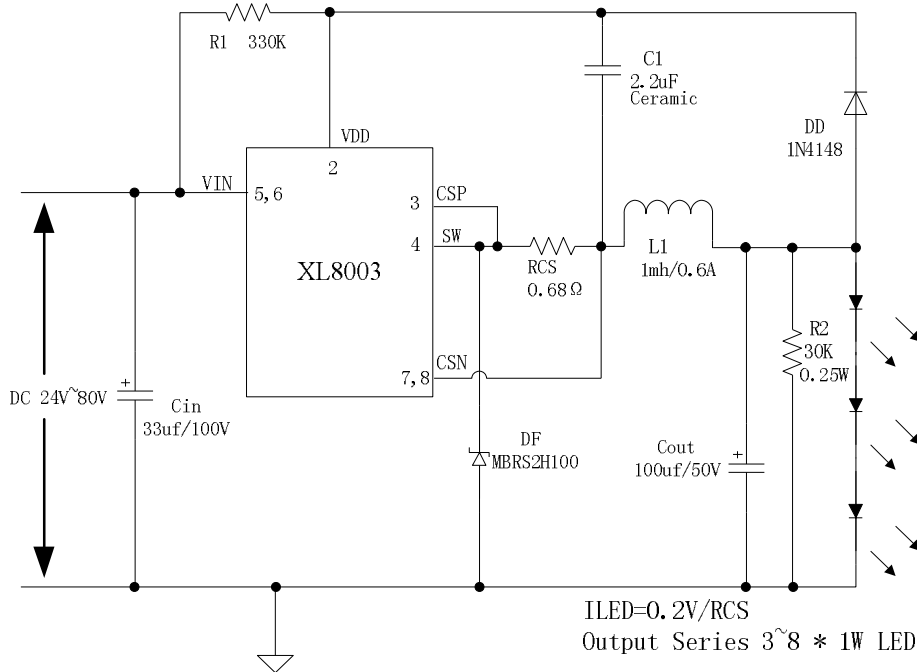 R1 330K
C1
2.2uF
Ceramic
VDD
2
DD
1N4148
VIN
5,6
3
CSP
4
SW
XL8003
RCS
0.68Ω
L1
1mh/0.6A
R2
30K
0.25W
CSN
7,8
DC 24V~80V
Cin
33uf/100V
DF
MBRS2H100
Cout
100uf/50V
ILED=0.2V/RCS
Output Series 3~8 * 1W LED